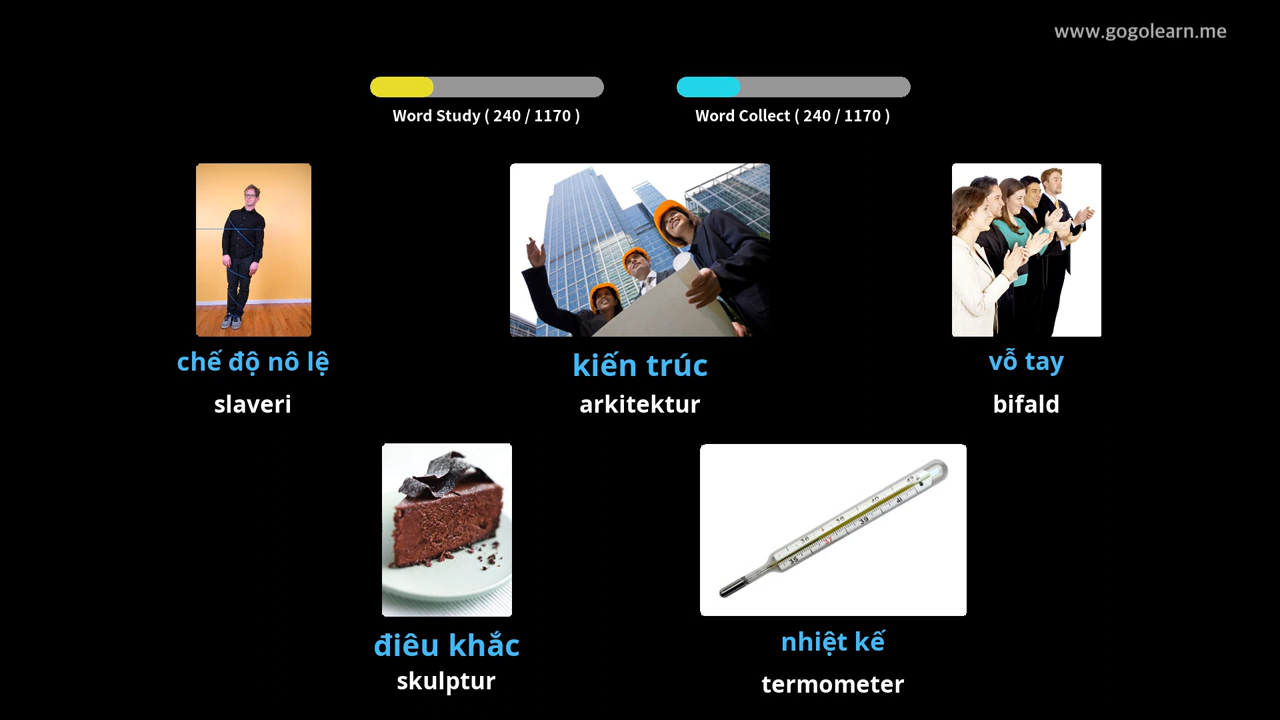 www.gogolearn.me
Word Study ( 240 / 1170 )
Word Collect ( 240 / 1170 )
chế độ nô lệ
slaveri
kiến trúc
arkitektur
vỗ tay
bifald
điêu khắc
skulptur
nhiệt kế
termometer